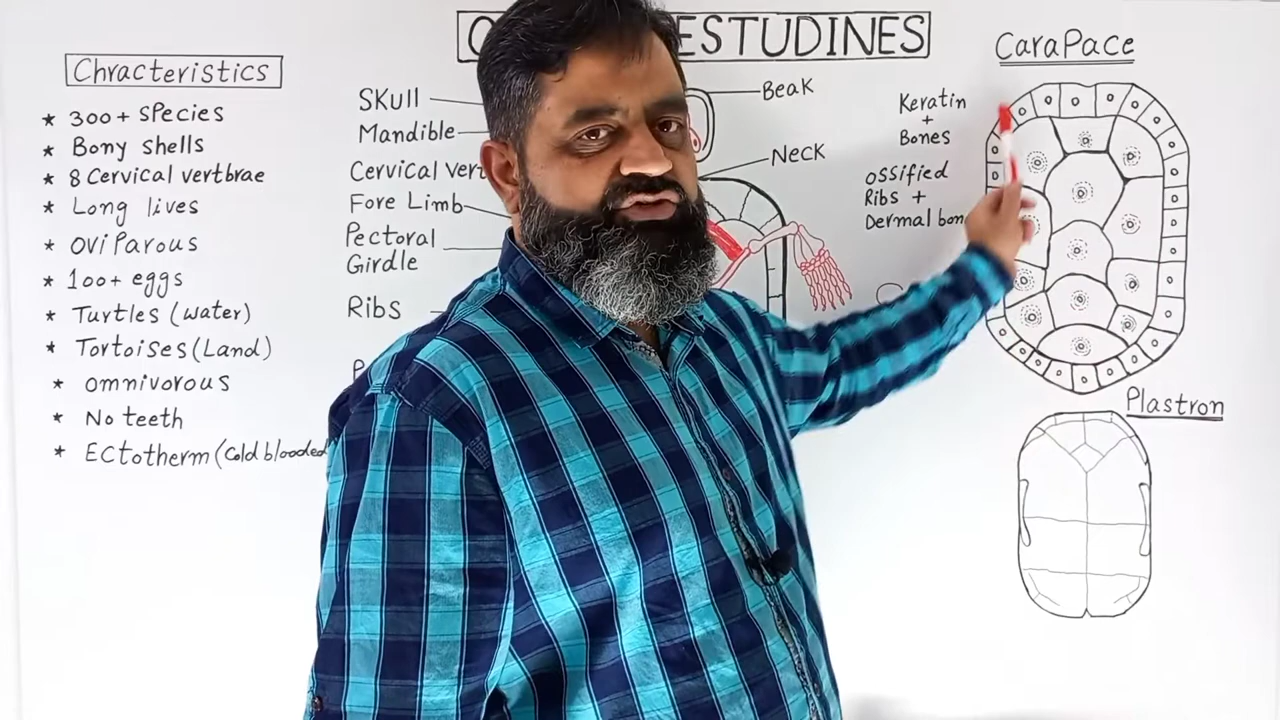 ESTUDINES
Chracteristics
* 300+ Species
* Bony shells
* 8 Cervical vertbrae
* Long lives
* Oviparous
* 100+ eggs
* Turtles (water)
* Tortoises (Land)
* omnivorous
* No teeth
* Ectotherm (Cold blooded
Skull
Mandible
Cervical vert
Fore Limb
Pectoral
Girdle
Ribs
Beak
Neck
CaraPace
Keratin
+
Bones
Ossified
Ribs +
Dermal bon
Plastron